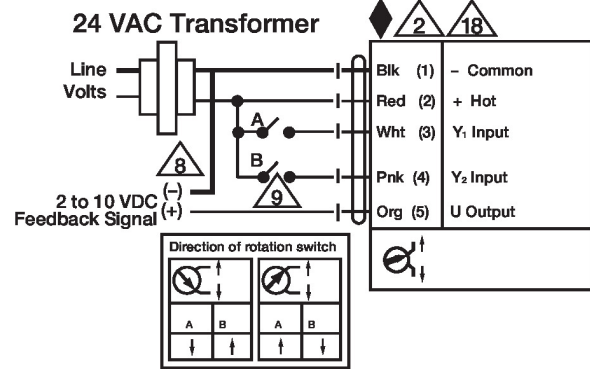 24 VAC Transformer
2
18
Line
Volts
Blk (1) – Common
Red (2) + Hot
A
Wht (3) Y₁ Input
B
8
Pnk (4) Y₂ Input
9
2 to 10 VDC (–)
Feedback Signal (+)
Org (5) U Output
Direction of rotation switch
A B A B